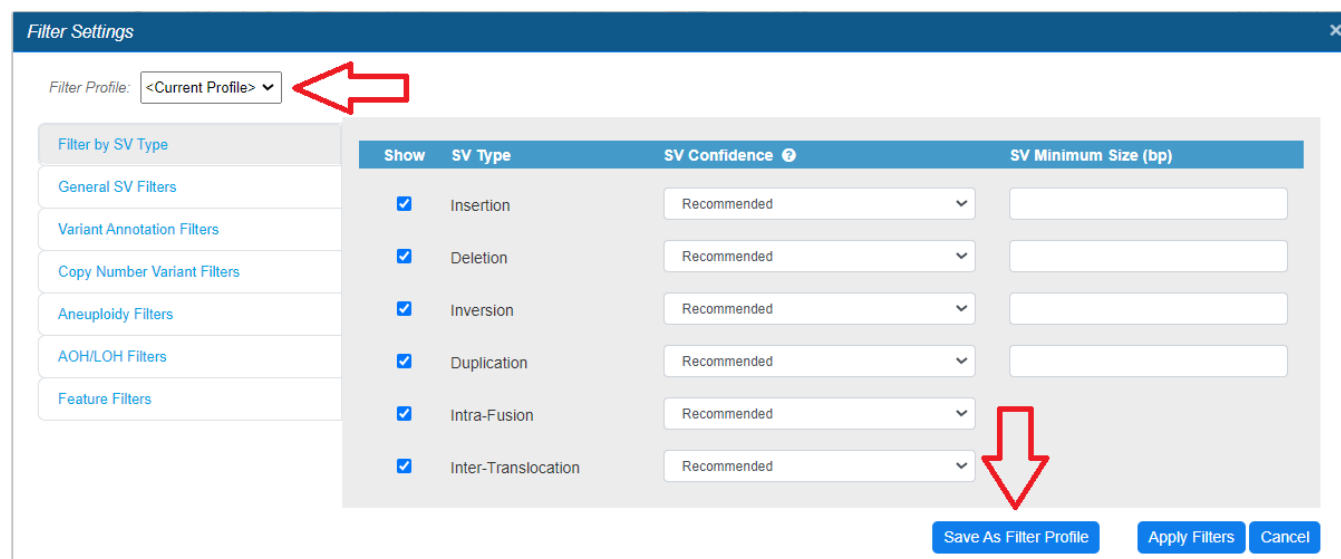 Filter Settings ×
Filter Profile: <Current Profile>
Filter by SV Type
General SV Filters
Variant Annotation Filters
Copy Number Variant Filters
Aneuploidy Filters
AOH/LOH Filters
Feature Filters
Show SV Type SV Confidence ? SV Minimum Size (bp)
Insertion Recommended
Deletion Recommended
Inversion Recommended
Duplication Recommended
Intra-Fusion Recommended
Inter-Translocation Recommended
Save As Filter Profile Apply Filters Cancel